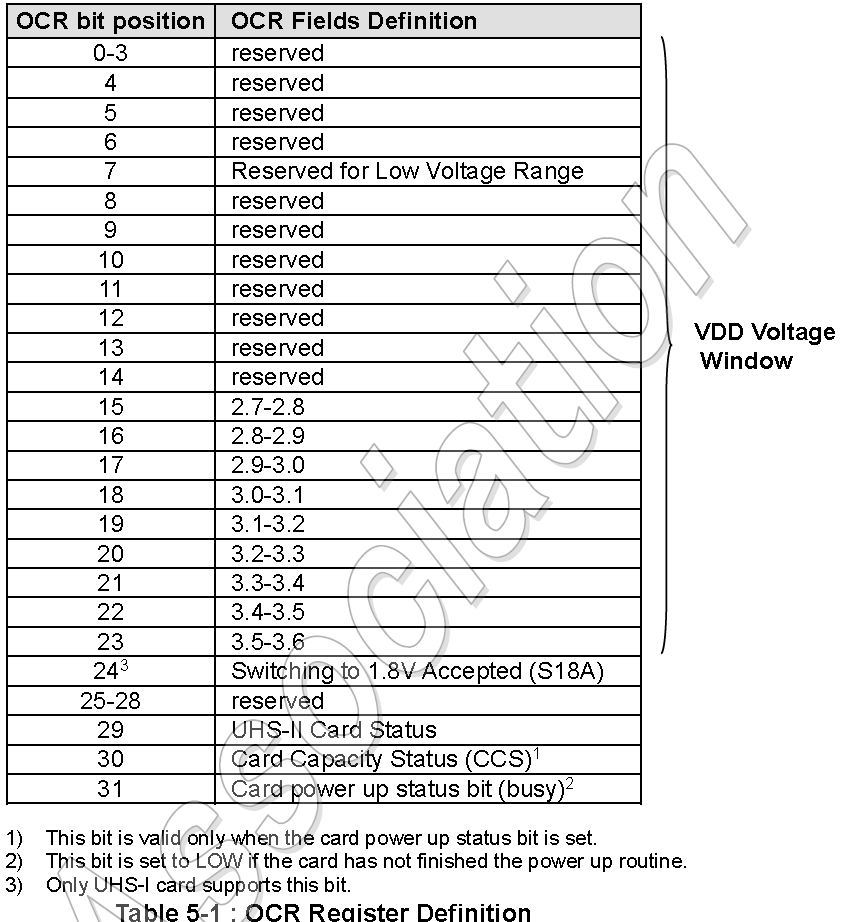 OCR bit position OCR Fields Definition
0-3 reserved
4 reserved
5 reserved
6 reserved
7 Reserved for Low Voltage Range
8 reserved
9 reserved
10 reserved
11 reserved
12 reserved
13 reserved
14 reserved
15 2.7-2.8
16 2.8-2.9
17 2.9-3.0
18 3.0-3.1
19 3.1-3.2
20 3.2-3.3
21 3.3-3.4
22 3.4-3.5
23 3.5-3.6
VDD Voltage
Window
24³ Switching to 1.8V Accepted (S18A)
25-28 reserved
29 UHS-II Card Status
30 Card Capacity Status (CCS)¹
31 Card power up status bit (busy)²
1) This bit is valid only when the card power up status bit is set.
2) This bit is set to LOW if the card has not finished the power up routine.
3) Only UHS-I card supports this bit.
Table 5-1 : OCR Register Definition
Association